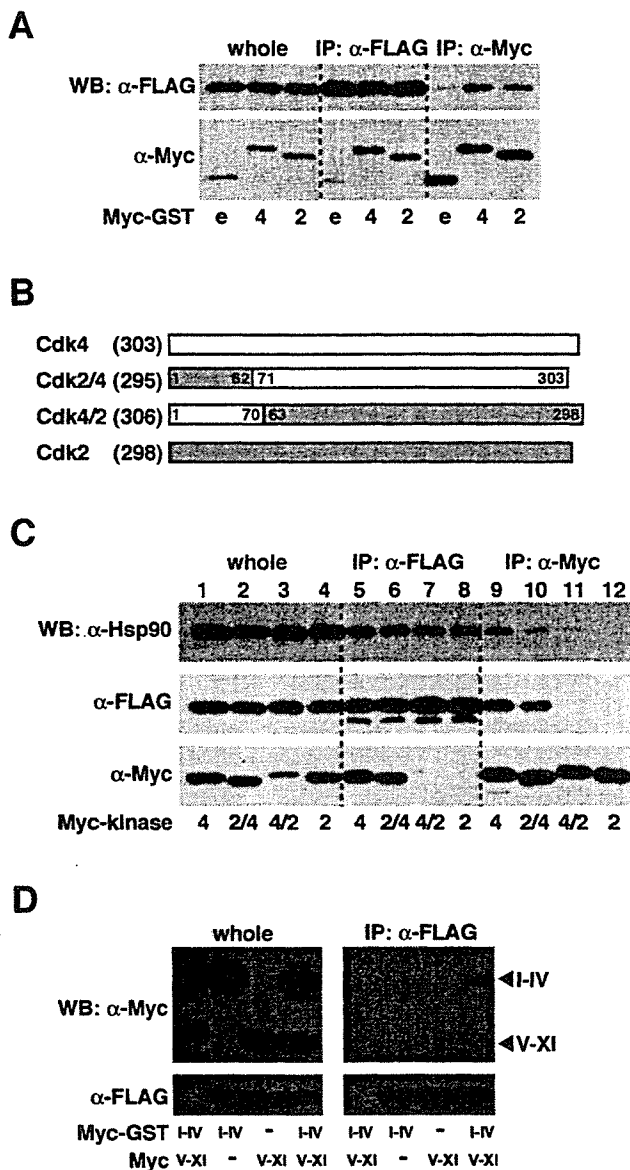 A
whole IP: α-FLAG IP: α-Myc
WB: α-FLAG
α-Myc
Myc-GST e 4 2 e 4 2 e 4 2
B
Cdk4 (303)
Cdk2/4 (295) 1 62 71 303
Cdk4/2 (306) 1 70 63 298
Cdk2 (298)
C
whole IP: α-FLAG IP: α-Myc
1 2 3 4 5 6 7 8 9 10 11 12
WB: α-Hsp90
α-FLAG
α-Myc
Myc-kinase 4 2/4 4/2 2 4 2/4 4/2 2 4 2/4 4/2 2
D
whole IP: α-FLAG
WB: α-Myc
I-IV
V-XI
α-FLAG
Myc-GST I-IV I-IV - I-IV I-IV I-IV - I-IV
Myc V-XI - V-XI V-XI V-XI - V-XI V-XI